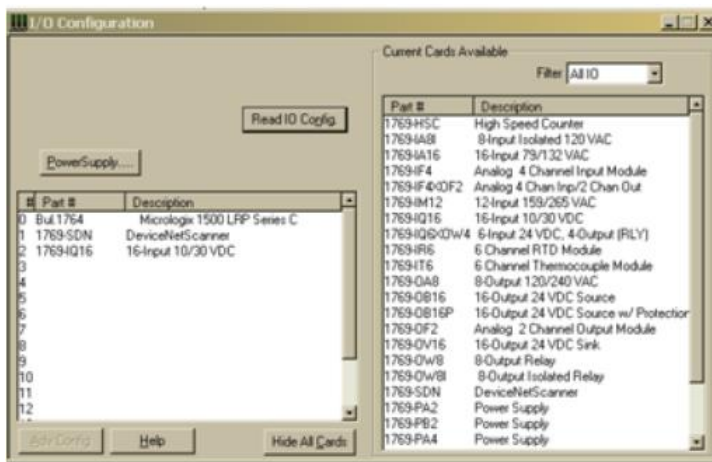 I/O Configuration
Current Cards Available
Filter All IO
Read IO Config.
PowerSupply....
# Part # Description
0 Bul.1764 Micrologix 1500 LRP Series C
1 1769-SDN DeviceNetScanner
2 1769-IQ16 16-Input 10/30 VDC
3
4
5
6
7
8
9
10
11
12
Adv Config
Help
Hide All Cards
Part # Description
1769-HSC High Speed Counter
1769-IA8I 8-Input Isolated 120 VAC
1769-IA16 16-Input 79/132 VAC
1769-IF4 Analog 4 Channel Input Module
1769-IF4XOF2 Analog 4 Chan Inp/2 Chan Out
1769-IM12 12-Input 159/265 VAC
1769-IQ16 16-Input 10/30 VDC
1769-IQ6XOW4 6-Input 24 VDC, 4-Output (RLY)
1769-IR6 6 Channel RTD Module
1769-IT6 6 Channel Thermocouple Module
1769-OA8 8-Output 120/240 VAC
1769-OB16 16-Output 24 VDC Source
1769-OB16P 16-Output 24 VDC Source w/ Protection
1769-OF2 Analog 2 Channel Output Module
1769-OV16 16-Output 24 VDC Sink
1769-OW8 8-Output Relay
1769-OW8I 8-Output Isolated Relay
1769-SDN DeviceNetScanner
1769-PA2 Power Supply
1769-PB2 Power Supply
1769-PA4 Power Supply